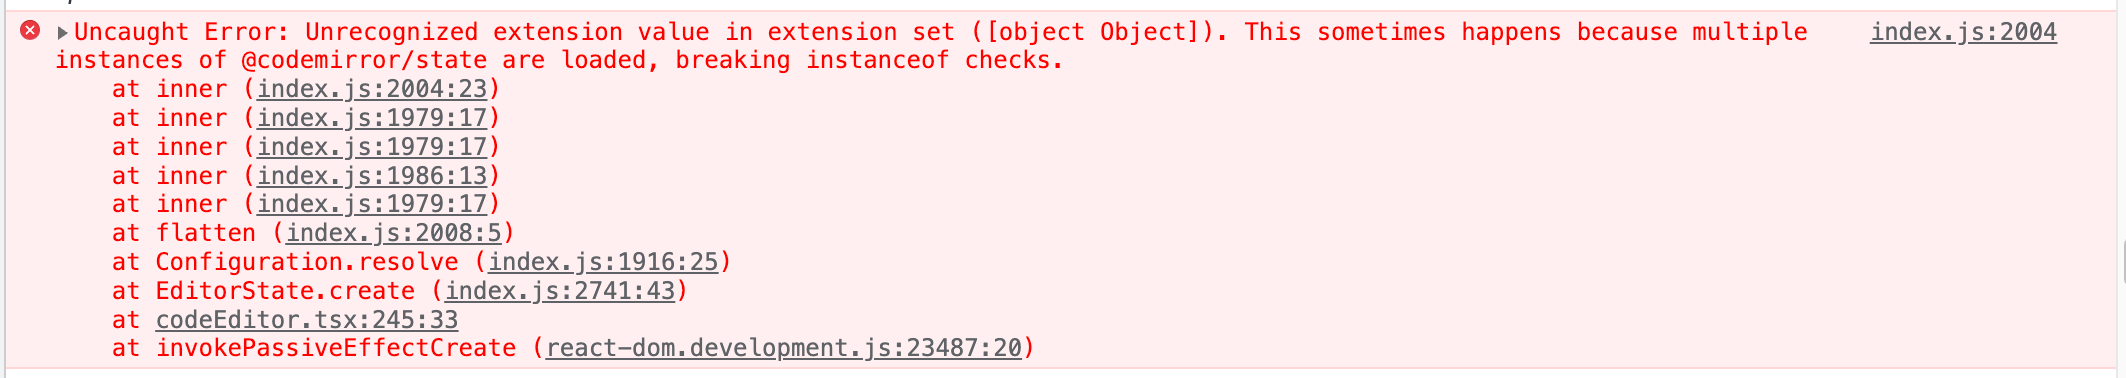 Uncaught Error: Unrecognized extension value in extension set ([object Object]). This sometimes happens because multiple index.js:2004
instances of @codemirror/state are loaded, breaking instanceof checks.
at inner (index.js:2004:23)
at inner (index.js:1979:17)
at inner (index.js:1979:17)
at inner (index.js:1986:13)
at inner (index.js:1979:17)
at flatten (index.js:2008:5)
at Configuration.resolve (index.js:1916:25)
at EditorState.create (index.js:2741:43)
at codeEditor.tsx:245:33
at invokePassiveEffectCreate (react-dom.development.js:23487:20)